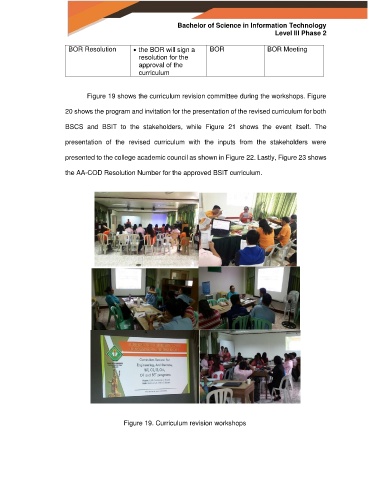 Bachelor of Science in Information Technology
Level III Phase 2
BOR Resolution • the BOR will sign a BOR BOR Meeting
resolution for the
approval of the
curriculum
Figure 19 shows the curriculum revision committee during the workshops. Figure
20 shows the program and invitation for the presentation of the revised curriculum for both
BSCS and BSIT to the stakeholders, while Figure 21 shows the event itself. The
presentation of the revised curriculum with the inputs from the stakeholders were
presented to the college academic council as shown in Figure 22. Lastly, Figure 23 shows
the AA-COD Resolution Number for the approved BSIT curriculum.
Figure 19. Curriculum revision workshops